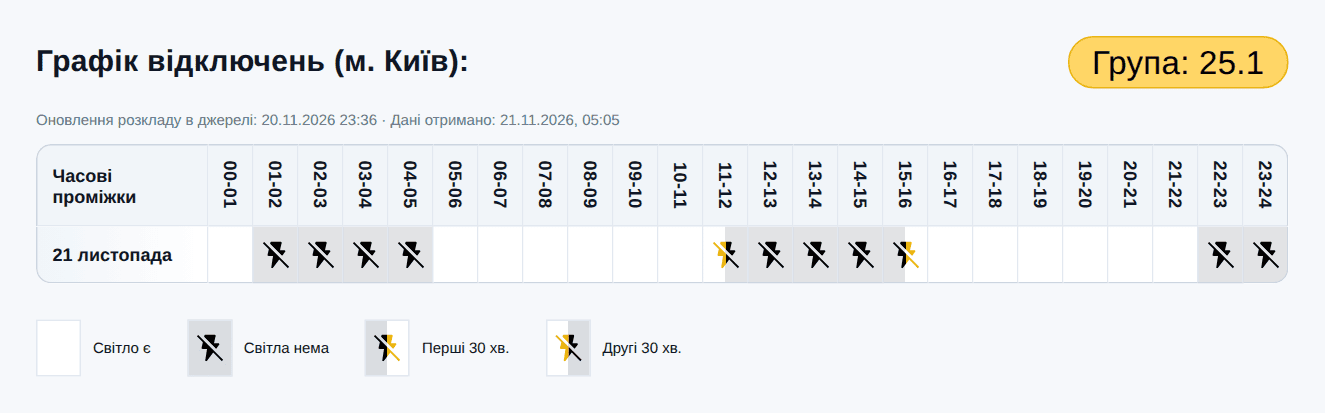 Графік відключень (м. Київ):
Група: 25.1
Оновлення розкладу в джерелі: 20.11.2026 23:36 · Дані отримано: 21.11.2026, 05:05
Часові
проміжки
00-01
01-02
02-03
03-04
04-05
05-06
06-07
07-08
08-09
09-10
10-11
11-12
12-13
13-14
14-15
15-16
16-17
17-18
18-19
19-20
20-21
21-22
22-23
23-24
21 листопада
Світло є
Світла нема
Перші 30 хв.
Другі 30 хв.